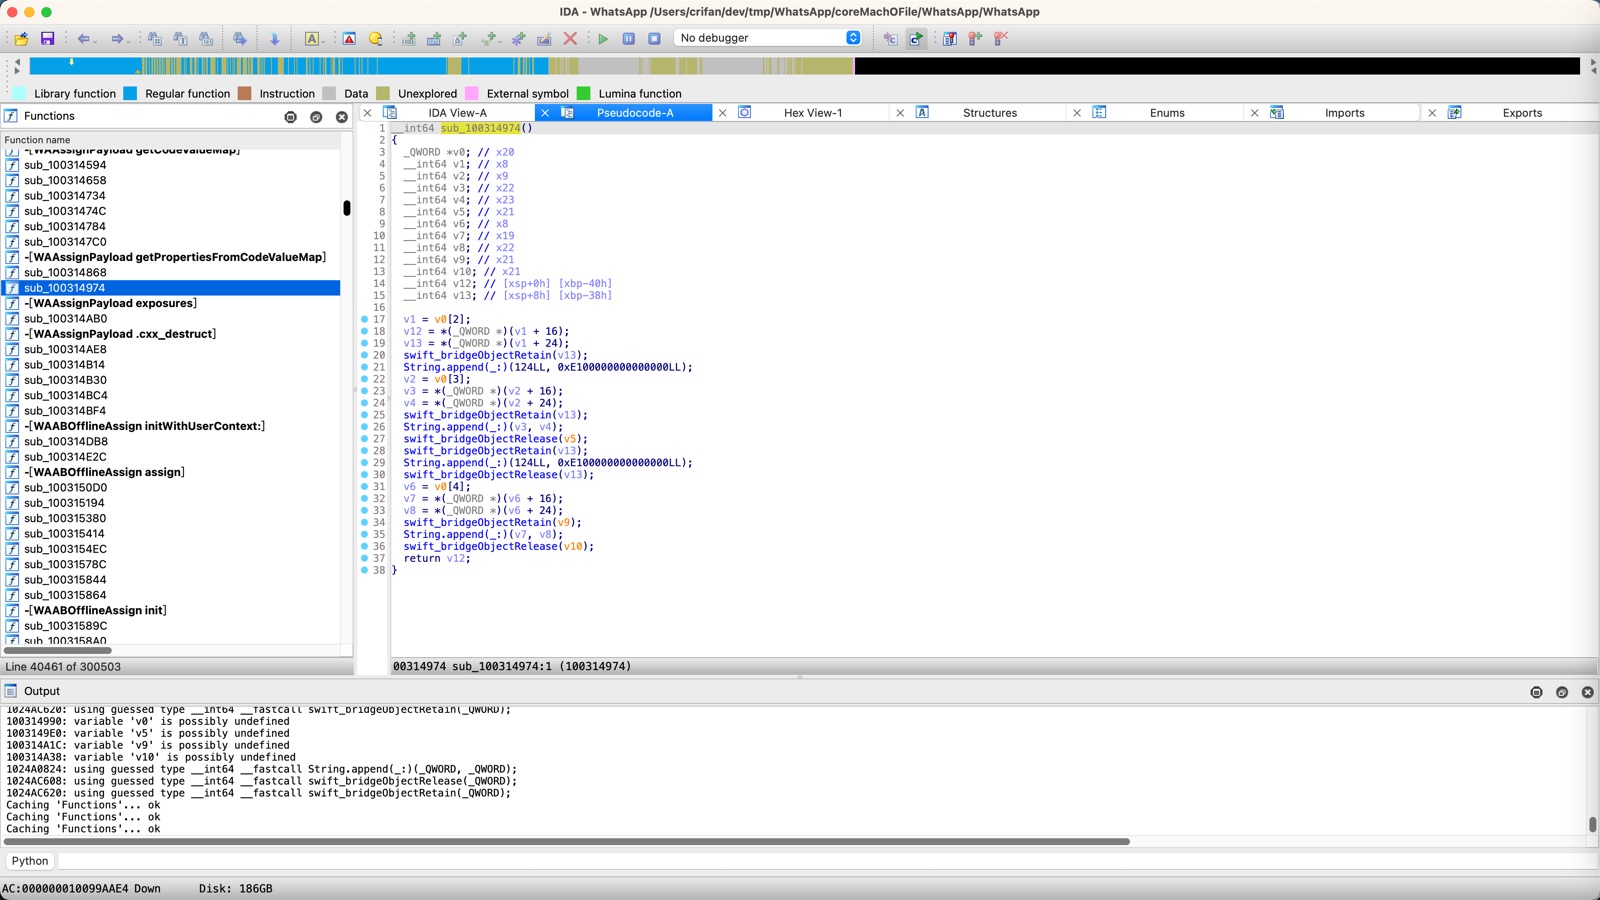 IDA - WhatsApp /Users/crifan/dev/tmp/WhatsApp/coreMachOFile/WhatsApp/WhatsApp
No debugger
Library function Regular function Instruction Data Unexplored External symbol Lumina function
Functions
Function name
-[WAAssignPayload getCodeValueMap]
sub_100314594
sub_100314658
sub_100314734
sub_10031474C
sub_100314784
sub_1003147C0
-[WAAssignPayload getPropertiesFromCodeValueMap]
sub_100314868
sub_100314974
-[WAAssignPayload exposures]
sub_100314AB0
-[WAAssignPayload .cxx_destruct]
sub_100314AE8
sub_100314B14
sub_100314B30
sub_100314BC4
sub_100314BF4
-[WAABOfflineAssign initWithUserContext:]
sub_100314DB8
sub_100314E2C
-[WAABOfflineAssign assign]
sub_1003150D0
sub_100315194
sub_100315380
sub_100315414
sub_1003154EC
sub_10031578C
sub_100315844
sub_100315864
-[WAABOfflineAssign init]
sub_10031589C
sub_1003158A0
Line 40461 of 300503
IDA View-A Pseudocode-A Hex View-1 Structures Enums Imports Exports
1 __int64 sub_100314974()
2 {
3 _QWORD *v0; // x20
4 __int64 v1; // x8
5 __int64 v2; // x9
6 __int64 v3; // x22
7 __int64 v4; // x23
8 __int64 v5; // x21
9 __int64 v6; // x8
10 __int64 v7; // x19
11 __int64 v8; // x22
12 __int64 v9; // x21
13 __int64 v10; // x21
14 __int64 v12; // [xsp+0h] [xbp-40h]
15 __int64 v13; // [xsp+8h] [xbp-38h]
16
17 v1 = v0[2];
18 v12 = *(_QWORD *)(v1 + 16);
19 v13 = *(_QWORD *)(v1 + 24);
20 swift_bridgeObjectRetain(v13);
21 String.append(_:)(124LL, 0xE100000000000000LL);
22 v2 = v0[3];
23 v3 = *(_QWORD *)(v2 + 16);
24 v4 = *(_QWORD *)(v2 + 24);
25 swift_bridgeObjectRetain(v13);
26 String.append(_:)(v3, v4);
27 swift_bridgeObjectRelease(v5);
28 swift_bridgeObjectRetain(v13);
29 String.append(_:)(124LL, 0xE100000000000000LL);
30 swift_bridgeObjectRelease(v13);
31 v6 = v0[4];
32 v7 = *(_QWORD *)(v6 + 16);
33 v8 = *(_QWORD *)(v6 + 24);
34 swift_bridgeObjectRetain(v9);
35 String.append(_:)(v7, v8);
36 swift_bridgeObjectRelease(v10);
37 return v12;
38 }
00314974 sub_100314974:1 (100314974)
Output
1024AC620: using guessed type __int64 __fastcall swift_bridgeObjectRetain(_QWORD);
100314990: variable 'v0' is possibly undefined
1003149E0: variable 'v5' is possibly undefined
100314A1C: variable 'v9' is possibly undefined
100314A38: variable 'v10' is possibly undefined
1024A0824: using guessed type __int64 __fastcall String.append(_:)(_QWORD, _QWORD);
1024AC608: using guessed type __int64 __fastcall swift_bridgeObjectRelease(_QWORD);
1024AC620: using guessed type __int64 __fastcall swift_bridgeObjectRetain(_QWORD);
Caching 'Functions'... ok
Caching 'Functions'... ok
Caching 'Functions'... ok
Python
AC:000000010099AAE4 Down Disk: 186GB